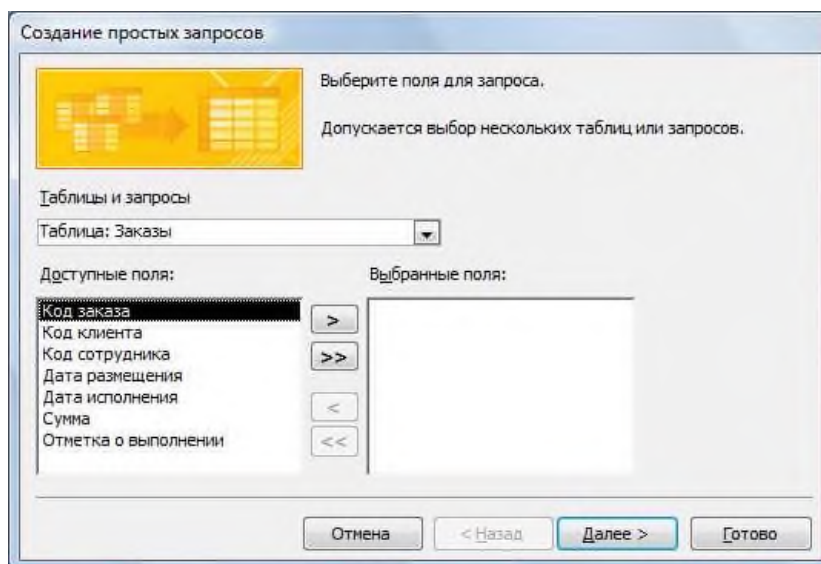 Создание простых запросов
Выберите поля для запроса.
Допускается выбор нескольких таблиц или запросов.
Таблицы и запросы
Таблица: Заказы
Доступные поля:
Выбранные поля:
Код заказа
Код клиента
Код сотрудника
Дата размещения
Дата исполнения
Сумма
Отметка о выполнении
>
>>
<
<<
Отмена
< Назад
Далее >
Готово